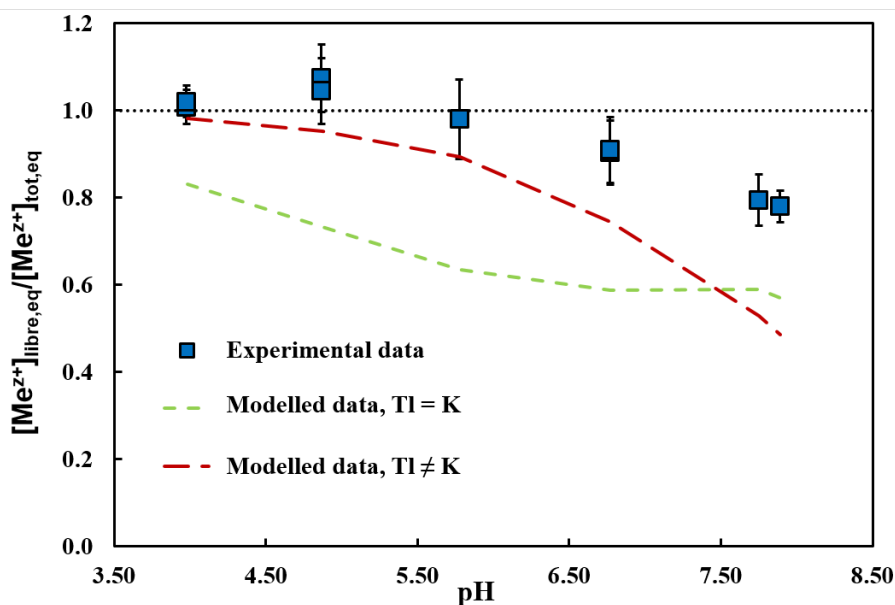 [Me^z+]libre,eq/[Me^z+]tot,eq
1.2
1.0
0.8
0.6
0.4
0.2
0.0
Experimental data
Modelled data, Tl = K
Modelled data, Tl ≠ K
3.50 4.50 5.50 6.50 7.50 8.50
pH